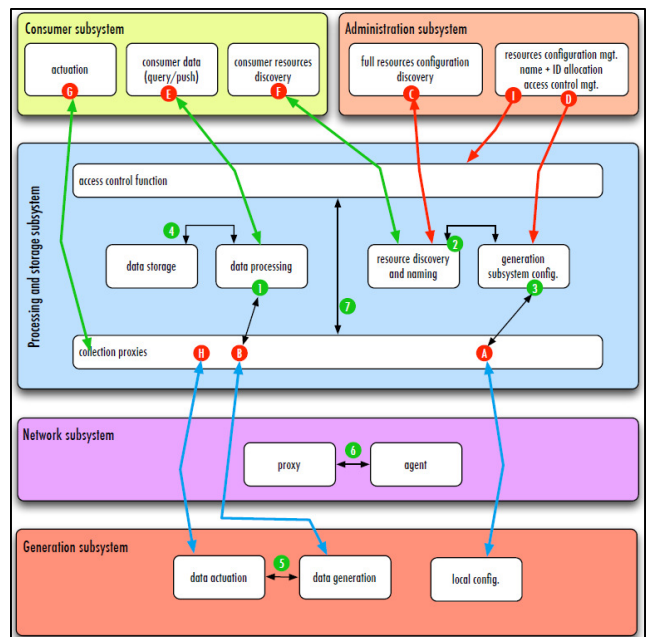 Consumer subsystem
actuation
G
consumer data
(query/push)
E
consumer resources
discovery
F
Administration subsystem
full resources configuration
discovery
C
resources configuration mgt.
name + ID allocation
access control mgt.
I
D
Processing and storage subsystem
access control function
4
data storage
data processing
1
7
resource discovery
and naming
2
generation
subsystem config.
3
collection proxies
H
B
A
Network subsystem
proxy
6
agent
Generation subsystem
data actuation
5
data generation
local config.